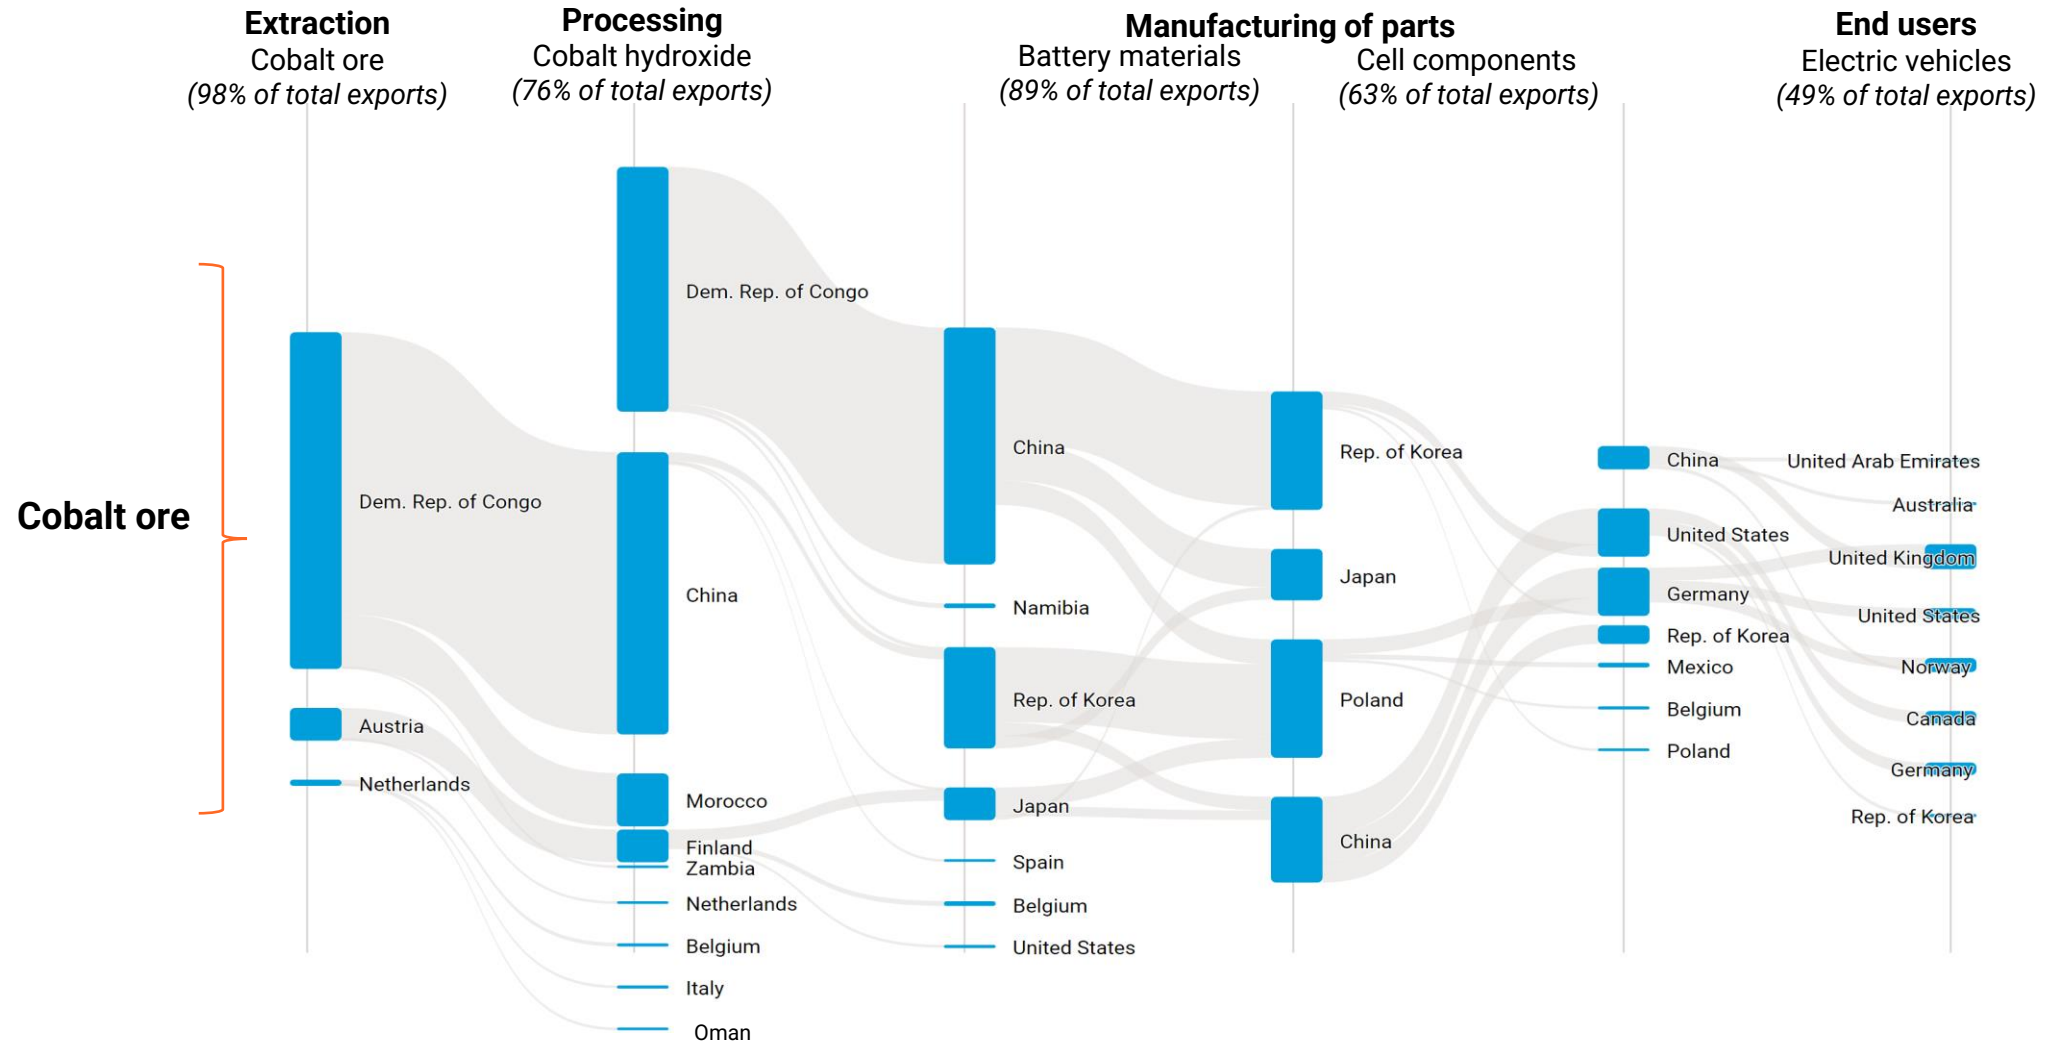 Extraction
Cobalt ore
(98% of total exports)
Processing
Cobalt hydroxide
(76% of total exports)
Manufacturing of parts
Battery materials
(89% of total exports)
Cell components
(63% of total exports)
End users
Electric vehicles
(49% of total exports)
Cobalt ore
Dem. Rep. of Congo
Austria
Netherlands
Dem. Rep. of Congo
China
Morocco
Finland
Zambia
Netherlands
Belgium
Italy
Oman
China
Namibia
Rep. of Korea
Japan
Spain
Belgium
United States
Rep. of Korea
Japan
Poland
China
China
United States
Germany
Rep. of Korea
Mexico
Belgium
Poland
United Arab Emirates
Australia
United Kingdom
United States
Norway
Canada
Germany
Rep. of Korea